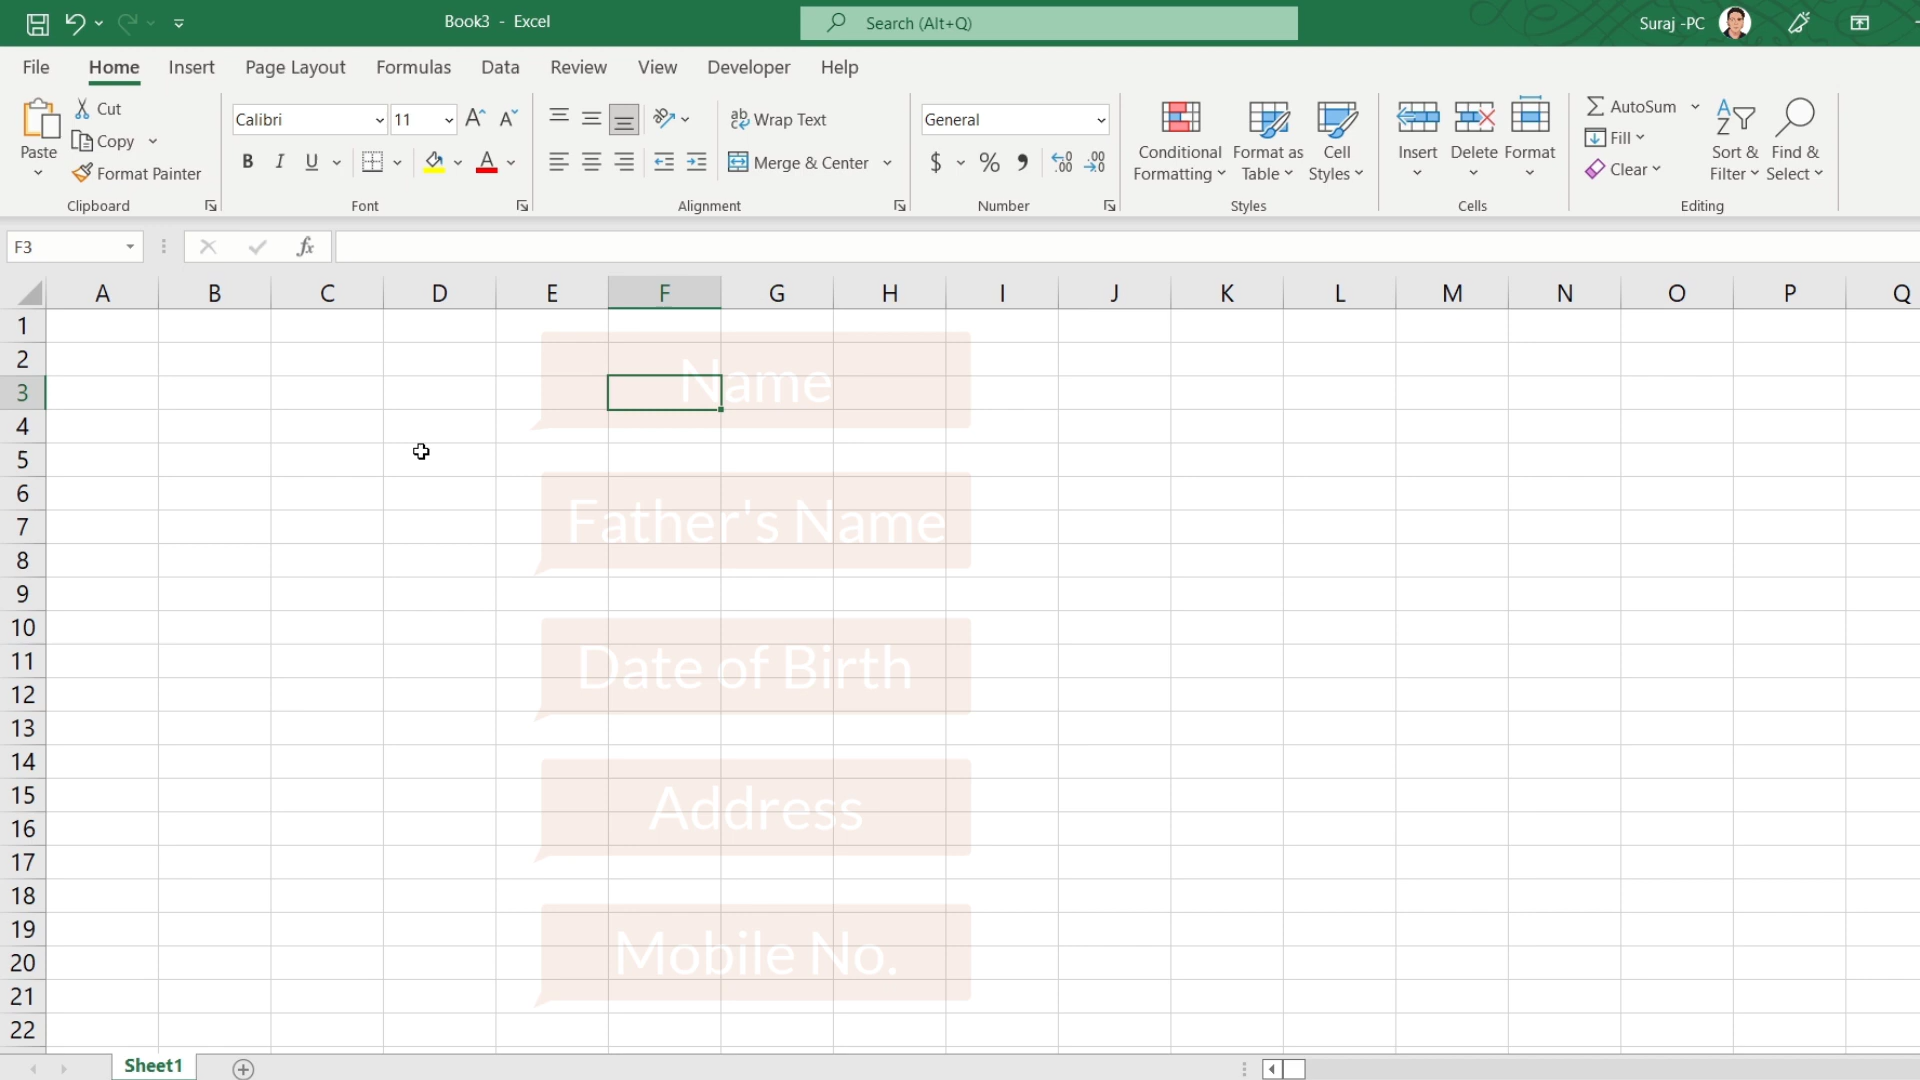 Book3 - Excel
Search (Alt+Q)
Suraj -PC
File Home Insert Page Layout Formulas Data Review View Developer Help
Paste
Cut
Copy
Format Painter
Clipboard
Calibri 11
B I U A
Font
Wrap Text
Merge & Center
Alignment
General
$ % 9
Number
Conditional Formatting
Format as Table
Cell Styles
Styles
Insert Delete Format
Cells
AutoSum
Fill
Clear
Sort & Filter
Find & Select
Editing
F3 fx
A B C D E F G H I J K L M N O P Q
1
2
3
4
5
6
7
8
9
10
11
12
13
14
15
16
17
18
19
20
21
22
Name
Father's Name
Date of Birth
Address
Mobile No.
Sheet1